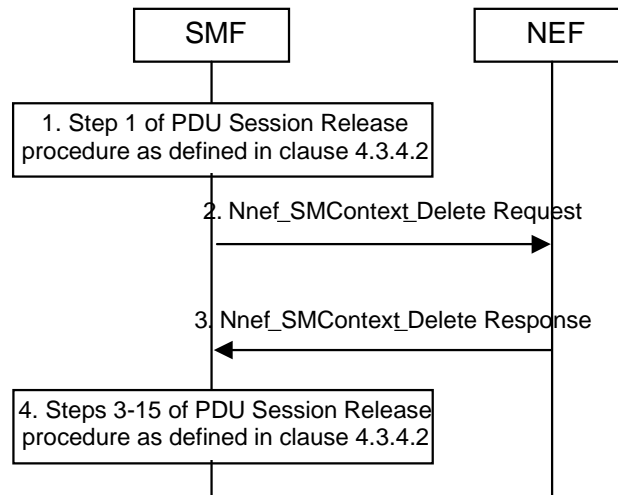 SMF
NEF
1. Step 1 of PDU Session Release
procedure as defined in clause 4.3.4.2
2. Nnef_SMContext_Delete Request
3. Nnef_SMContext_Delete Response
4. Steps 3-15 of PDU Session Release
procedure as defined in clause 4.3.4.2